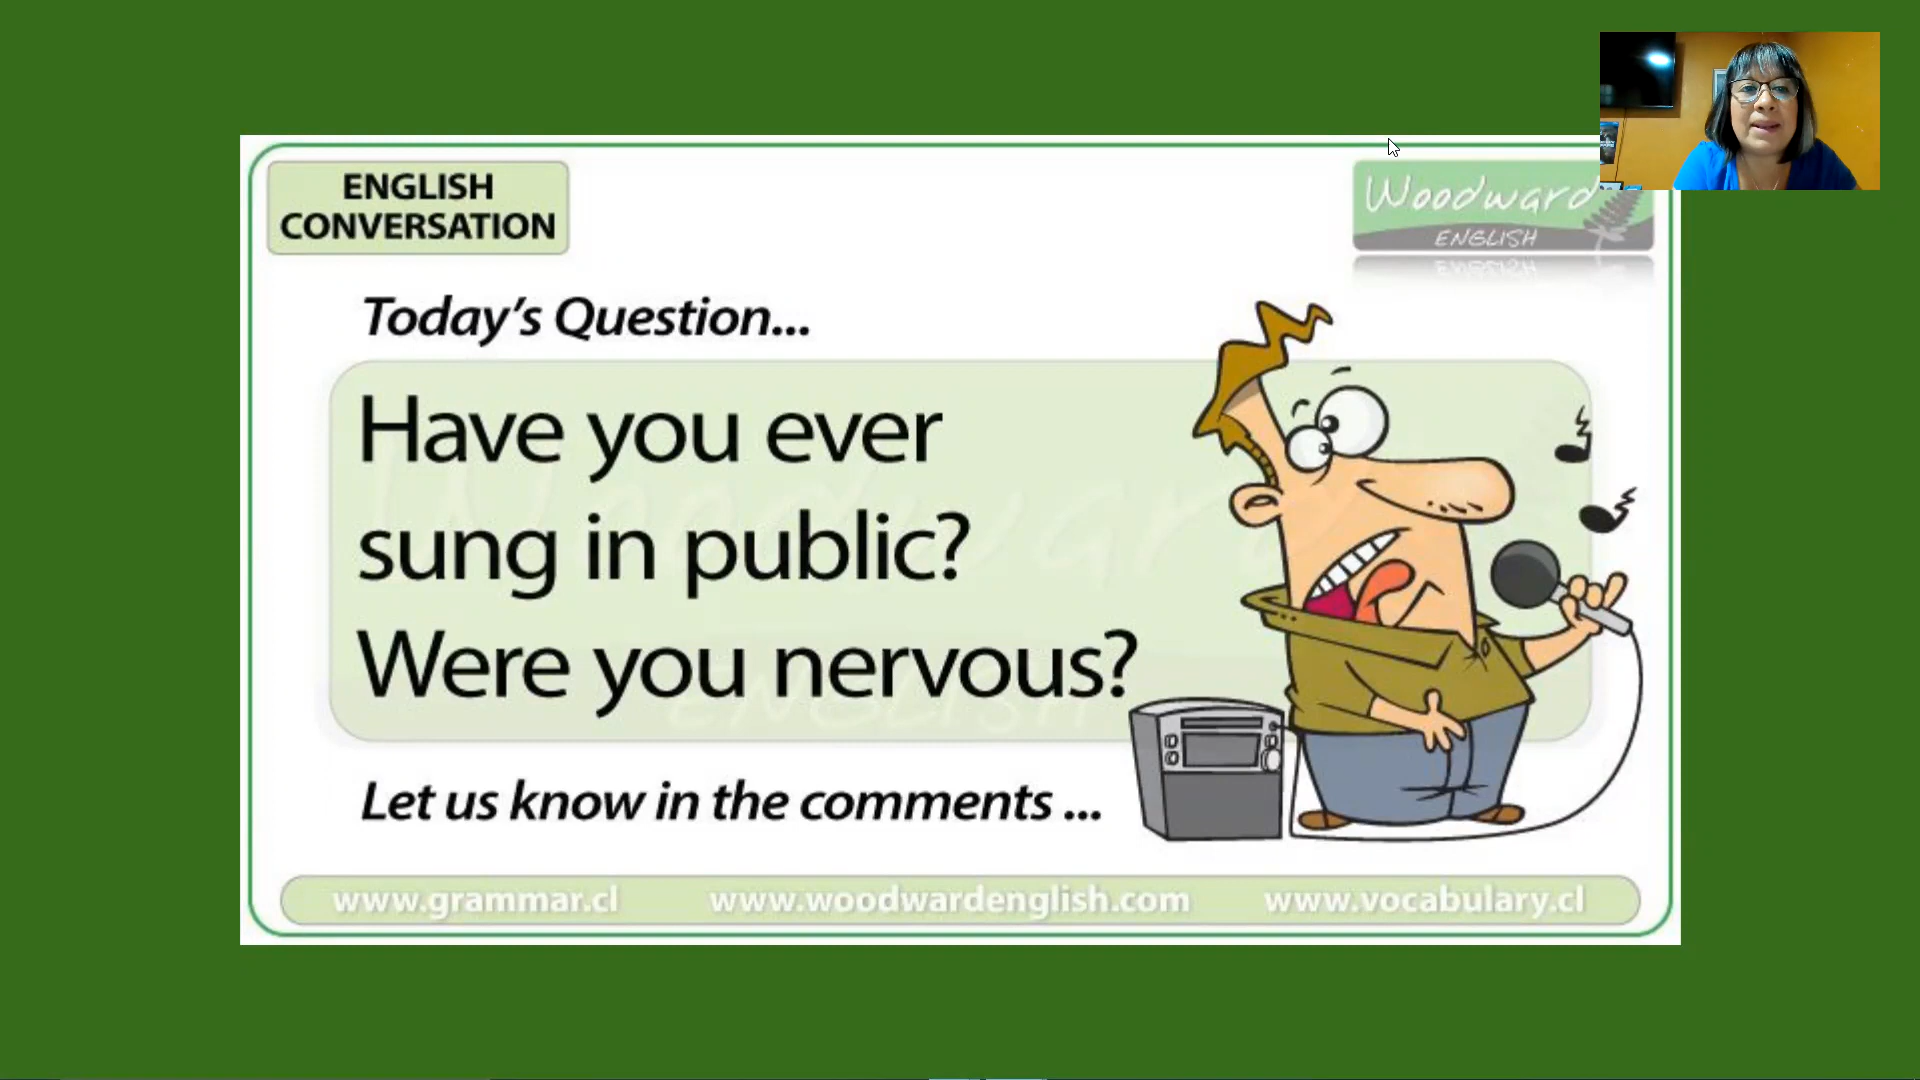 ENGLISH
CONVERSATION
Woodward
ENGLISH
Today's Question...
Have you ever
sung in public?
Were you nervous?
Let us know in the comments ...
www.grammar.cl www.woodwardenglish.com www.vocabulary.cl